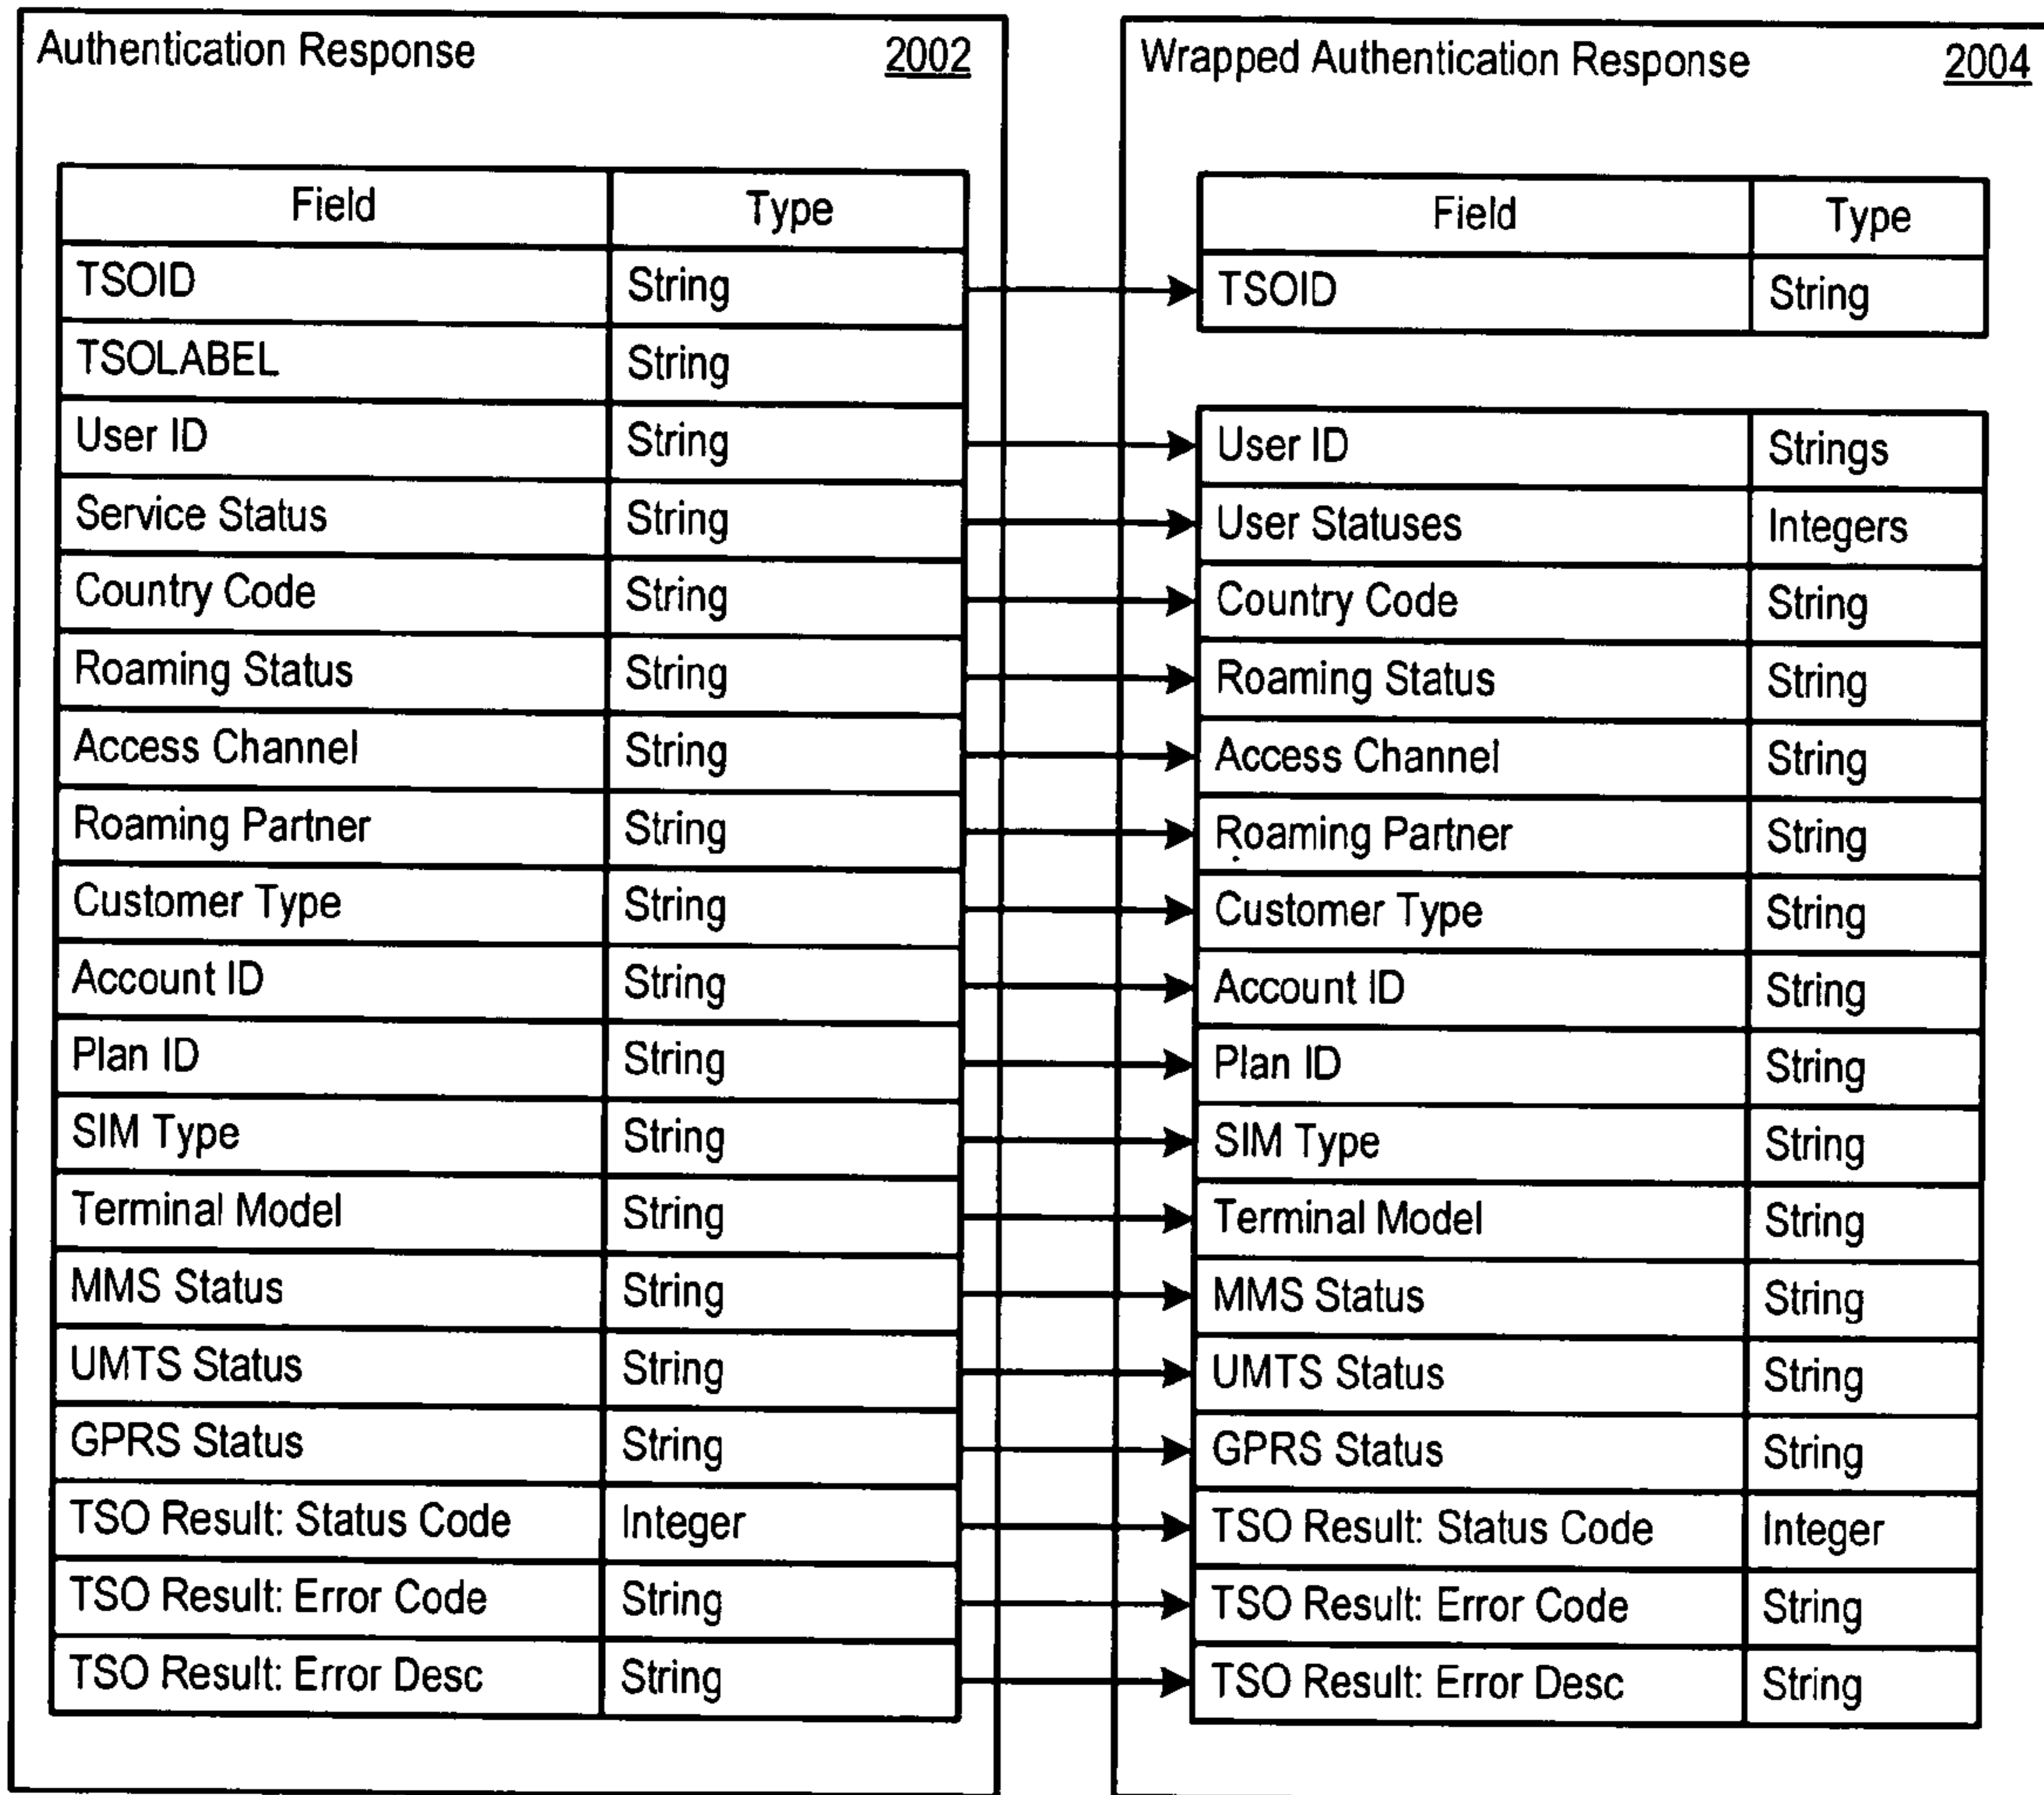 Authentication Response 2002
Field Type
TSOID String
TSOLABEL String
User ID String
Service Status String
Country Code String
Roaming Status String
Access Channel String
Roaming Partner String
Customer Type String
Account ID String
Plan ID String
SIM Type String
Terminal Model String
MMS Status String
UMTS Status String
GPRS Status String
TSO Result: Status Code Integer
TSO Result: Error Code String
TSO Result: Error Desc String
Wrapped Authentication Response 2004
Field Type
TSOID String
User ID Strings
User Statuses Integers
Country Code String
Roaming Status String
Access Channel String
Roaming Partner String
Customer Type String
Account ID String
Plan ID String
SIM Type String
Terminal Model String
MMS Status String
UMTS Status String
GPRS Status String
TSO Result: Status Code Integer
TSO Result: Error Code String
TSO Result: Error Desc String